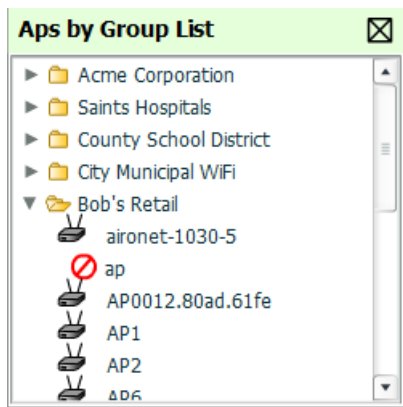 Aps by Group List
Acme Corporation
Saints Hospitals
County School District
City Municipal WiFi
Bob's Retail
aironet-1030-5
ap
AP0012.80ad.61fe
AP1
AP2
AP6